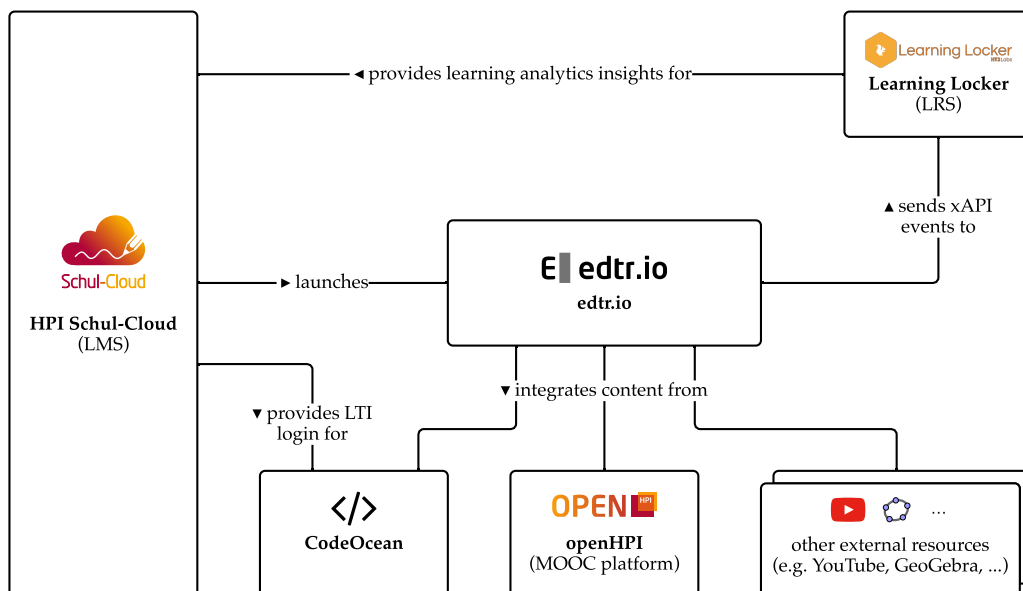 ◂ provides learning analytics insights for
Learning Locker
HT2Labs
Learning Locker
(LRS)
▴ sends xAPI
events to
Schul-Cloud
HPI Schul-Cloud
(LMS)
▸ launches
E edtr.io
edtr.io
▾ integrates content from
▾ provides LTI
login for
</>
CodeOcean
OPEN HPI
openHPI
(MOOC platform)
...
other external resources
(e.g. YouTube, GeoGebra, ...)